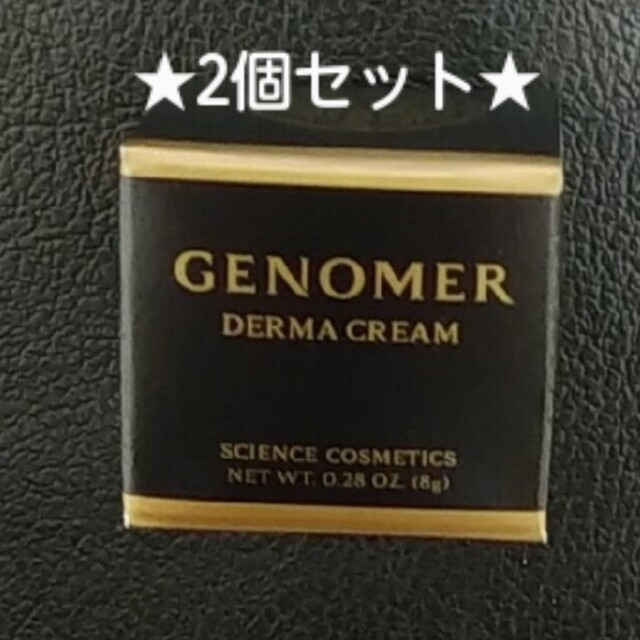 ★2個セット★
GENOMER
DERMA CREAM
SCIENCE COSMETICS
NET WT. 0.28 OZ. (8g)